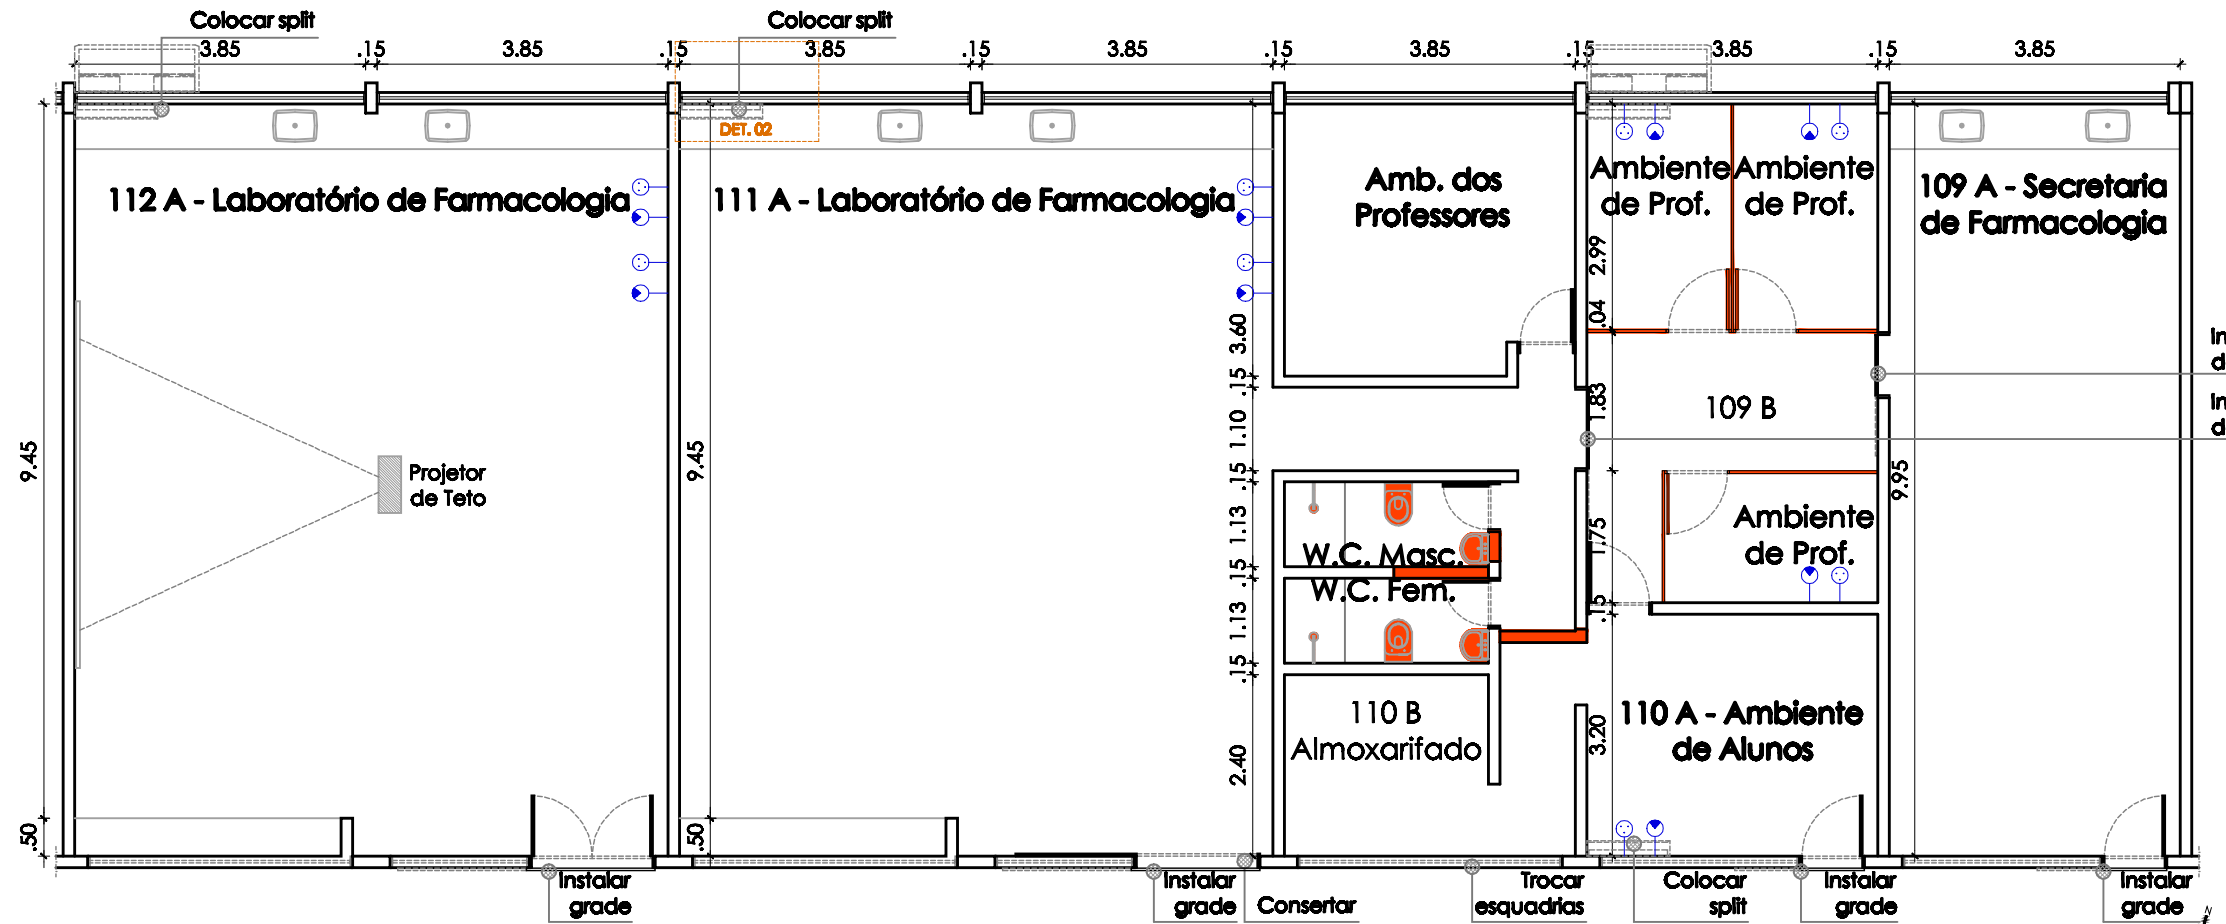 Colocar split
Colocar split
3.85 .15 3.85 .15 3.85 .15 3.85 .15 3.85 .15 3.85 .15 3.85
DET. 02
112 A - Laboratório de Farmacologia
111 A - Laboratório de Farmacologia
Amb. dos
Professores
Ambiente
de Prof.
Ambiente
de Prof.
109 A - Secretaria
de Farmacologia
2.99
.04
3.60
.15
1.83
109 B
1.10
9.45
Projetor
de Teto
9.45
.15
9.95
1.13
1.75
Ambiente
de Prof.
W.C. Masc.
.15
W.C. Fem.
1.13
.15
.15
110 B
Almoxarifado
2.40
3.20
110 A - Ambiente
de Alunos
.50
.50
Instalar
grade
Instalar
grade
Consertar
Trocar
esquadrias
Colocar
split
Instalar
grade
Instalar
grade